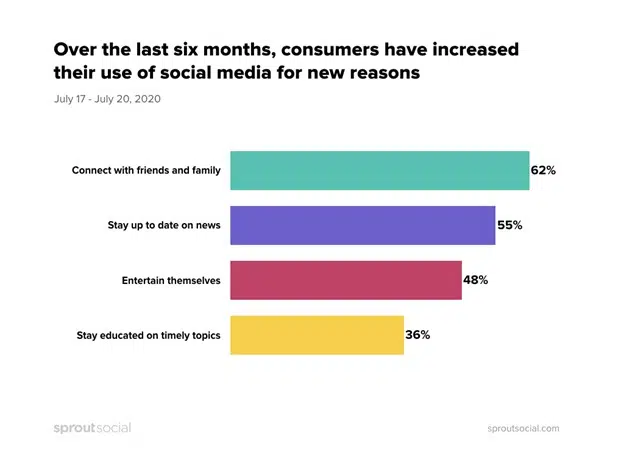 Over the last six months, consumers have increased
their use of social media for new reasons
July 17 - July 20, 2020
Connect with friends and family 62%
Stay up to date on news 55%
Entertain themselves 48%
Stay educated on timely topics 36%
sproutsocial sproutsocial.com